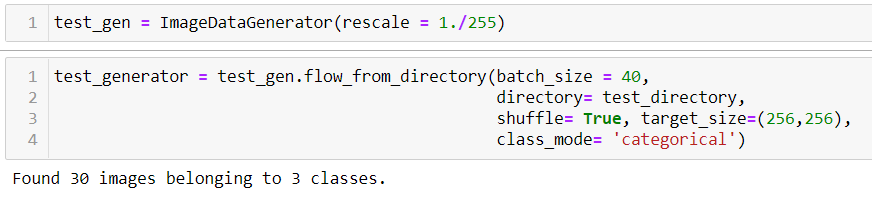 1 test_gen = ImageDataGenerator(rescale = 1./255)
1 test_generator = test_gen.flow_from_directory(batch_size = 40,
2 directory= test_directory,
3 shuffle= True, target_size=(256,256),
4 class_mode= 'categorical')
Found 30 images belonging to 3 classes.